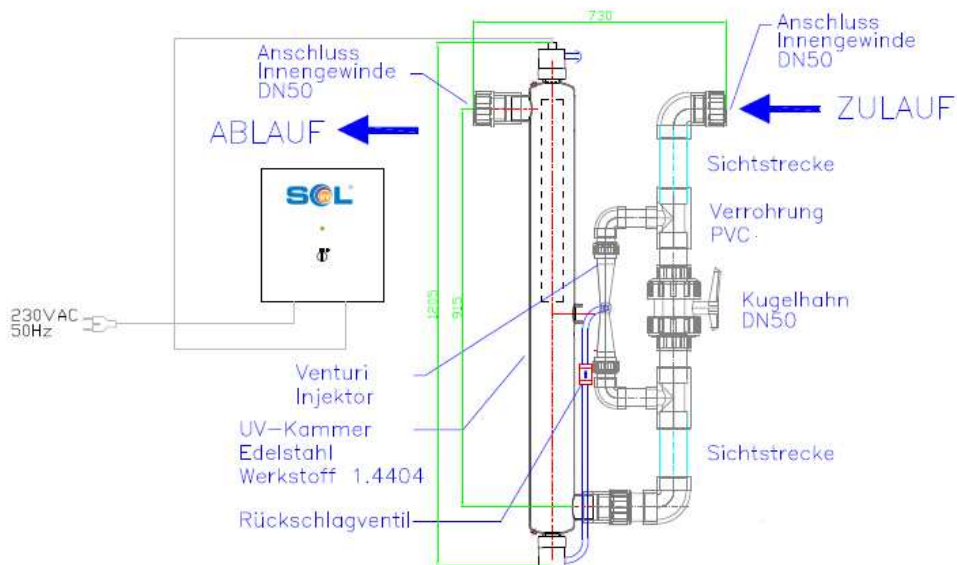 730
Anschluss
Innengewinde
DN50
Anschluss
Innengewinde
DN50
ABLAUF
ZULAUF
Sichtstrecke
SOL
Verrohrung
PVC
1205
915
230VAC
50Hz
Kugelhahn
DN50
Venturi
Injektor
UV-Kammer
Edelstahl
Werkstoff 1.4404
Sichtstrecke
Rückschlagventil